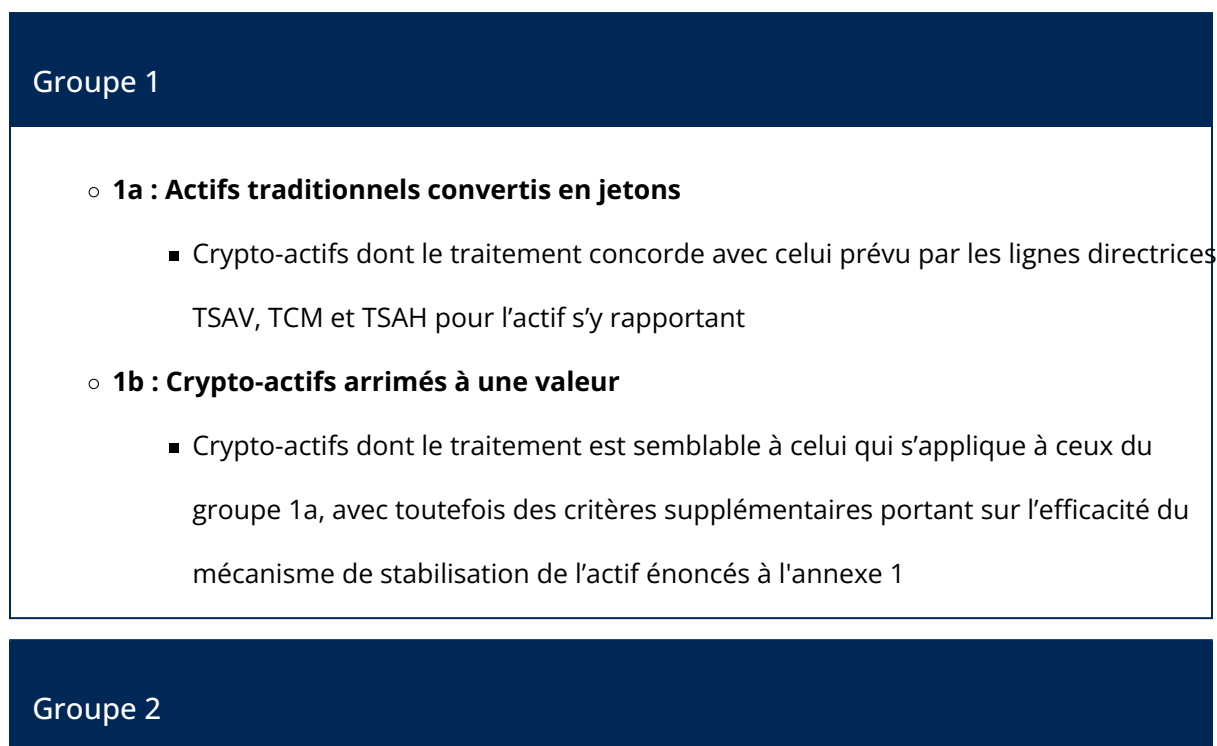 Groupe 1
1a : Actifs traditionnels convertis en jetons
Crypto-actifs dont le traitement concorde avec celui prévu par les lignes directrices
TSAV, TCM et TSAH pour l’actif s’y rapportant
1b : Crypto-actifs arrimés à une valeur
Crypto-actifs dont le traitement est semblable à celui qui s’applique à ceux du
groupe 1a, avec toutefois des critères supplémentaires portant sur l’efficacité du
mécanisme de stabilisation de l’actif énoncés à l'annexe 1
Groupe 2